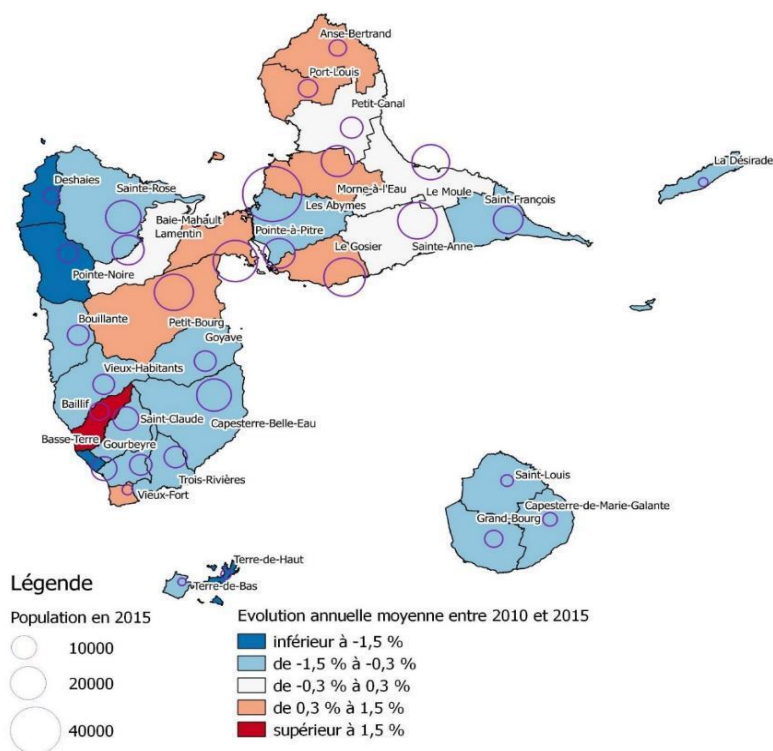 Anse-Bertrand
Port-Louis
Petit-Canal
La Désirade
Deshaies
Sainte-Rose
Morne-à-l'Eau
Le Moule
Saint-François
Les Abymes
Baie-Mahault
Lamentin
Pointe-à-Pitre
Le Gosier
Sainte-Anne
Pointe-Noire
Bouillante
Petit-Bourg
Goyave
Vieux-Habitants
Baillif
Saint-Claude
Capesterre-Belle-Eau
Basse-Terre
Gourbeyre
Trois-Rivières
Saint-Louis
Vieux-Fort
Capesterre-de-Marie-Galante
Grand-Bourg
Terre-de-Haut
Terre-de-Bas
Légende
Population en 2015
10000
20000
40000
Evolution annuelle moyenne entre 2010 et 2015
inférieur à -1,5 %
de -1,5 % à -0,3 %
de -0,3 % à 0,3 %
de 0,3 % à 1,5 %
supérieur à 1,5 %